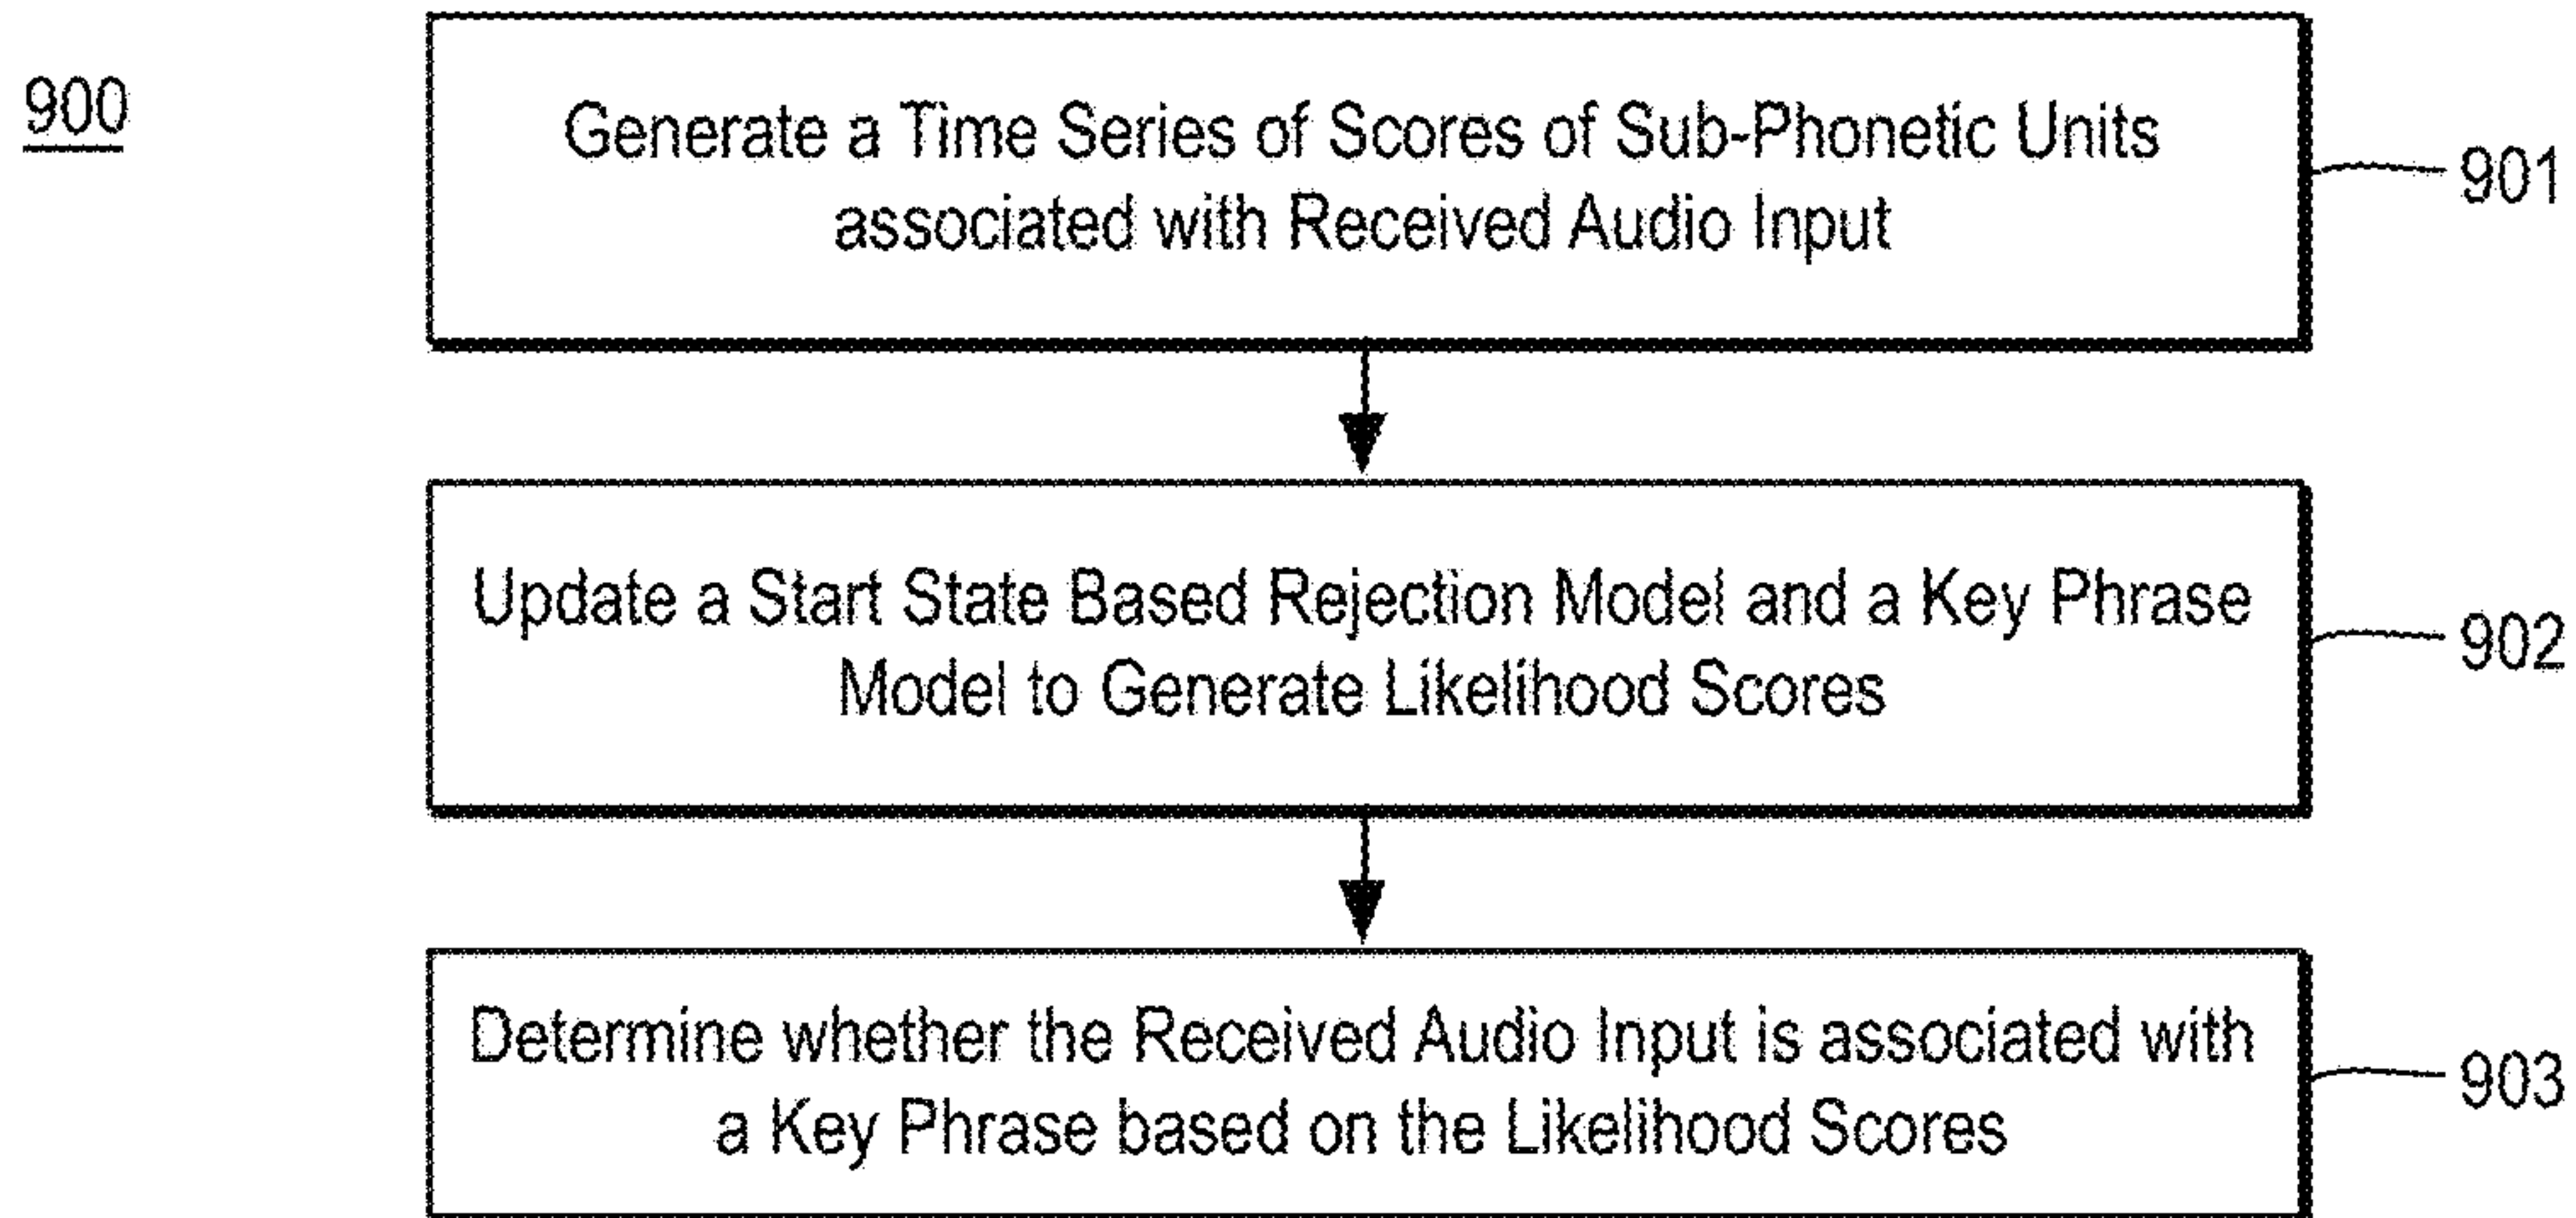 900
Generate a Time Series of Scores of Sub-Phonetic Units
associated with Received Audio Input
901
Update a Start State Based Rejection Model and a Key Phrase
Model to Generate Likelihood Scores
902
Determine whether the Received Audio Input is associated with
a Key Phrase based on the Likelihood Scores
903